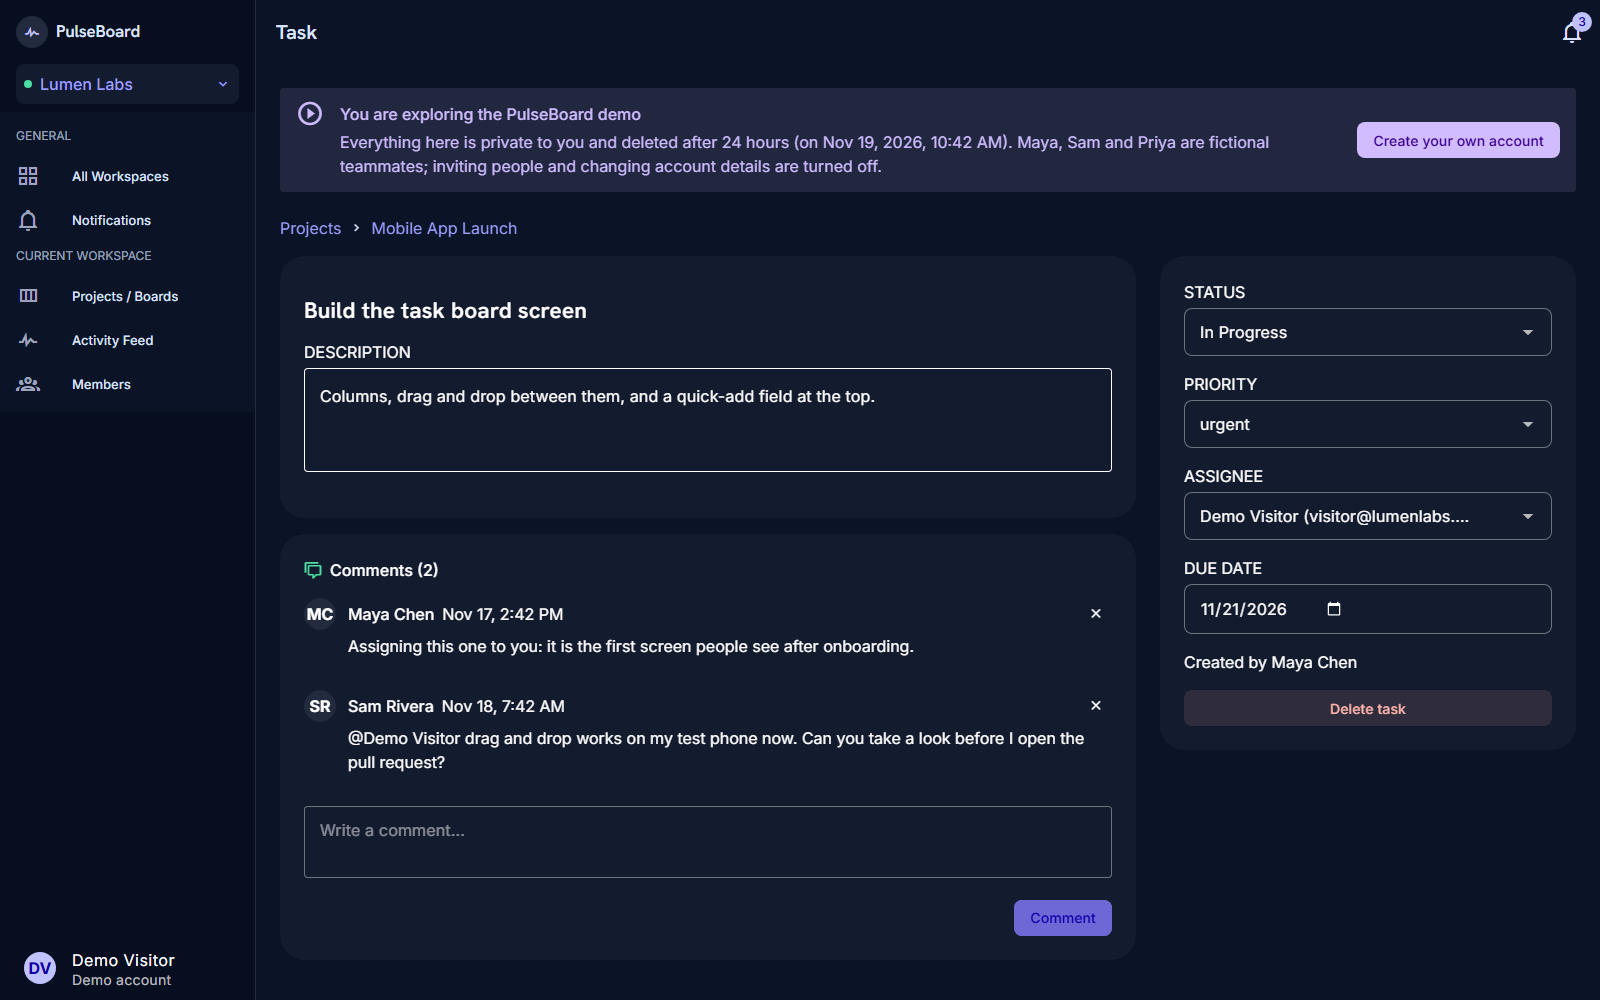 PulseBoard
Lumen Labs
GENERAL
All Workspaces
Notifications
CURRENT WORKSPACE
Projects / Boards
Activity Feed
Members
DV
Demo Visitor
Demo account
Task
3
You are exploring the PulseBoard demo
Everything here is private to you and deleted after 24 hours (on Nov 19, 2026, 10:42 AM). Maya, Sam and Priya are fictional
teammates; inviting people and changing account details are turned off.
Create your own account
Projects > Mobile App Launch
Build the task board screen
DESCRIPTION
Columns, drag and drop between them, and a quick-add field at the top.
Comments (2)
MC Maya Chen Nov 17, 2:42 PM
Assigning this one to you: it is the first screen people see after onboarding.
SR Sam Rivera Nov 18, 7:42 AM
@Demo Visitor drag and drop works on my test phone now. Can you take a look before I open the
pull request?
Write a comment...
Comment
STATUS
In Progress
PRIORITY
urgent
ASSIGNEE
Demo Visitor (visitor@lumenlabs....
DUE DATE
11/21/2026
Created by Maya Chen
Delete task